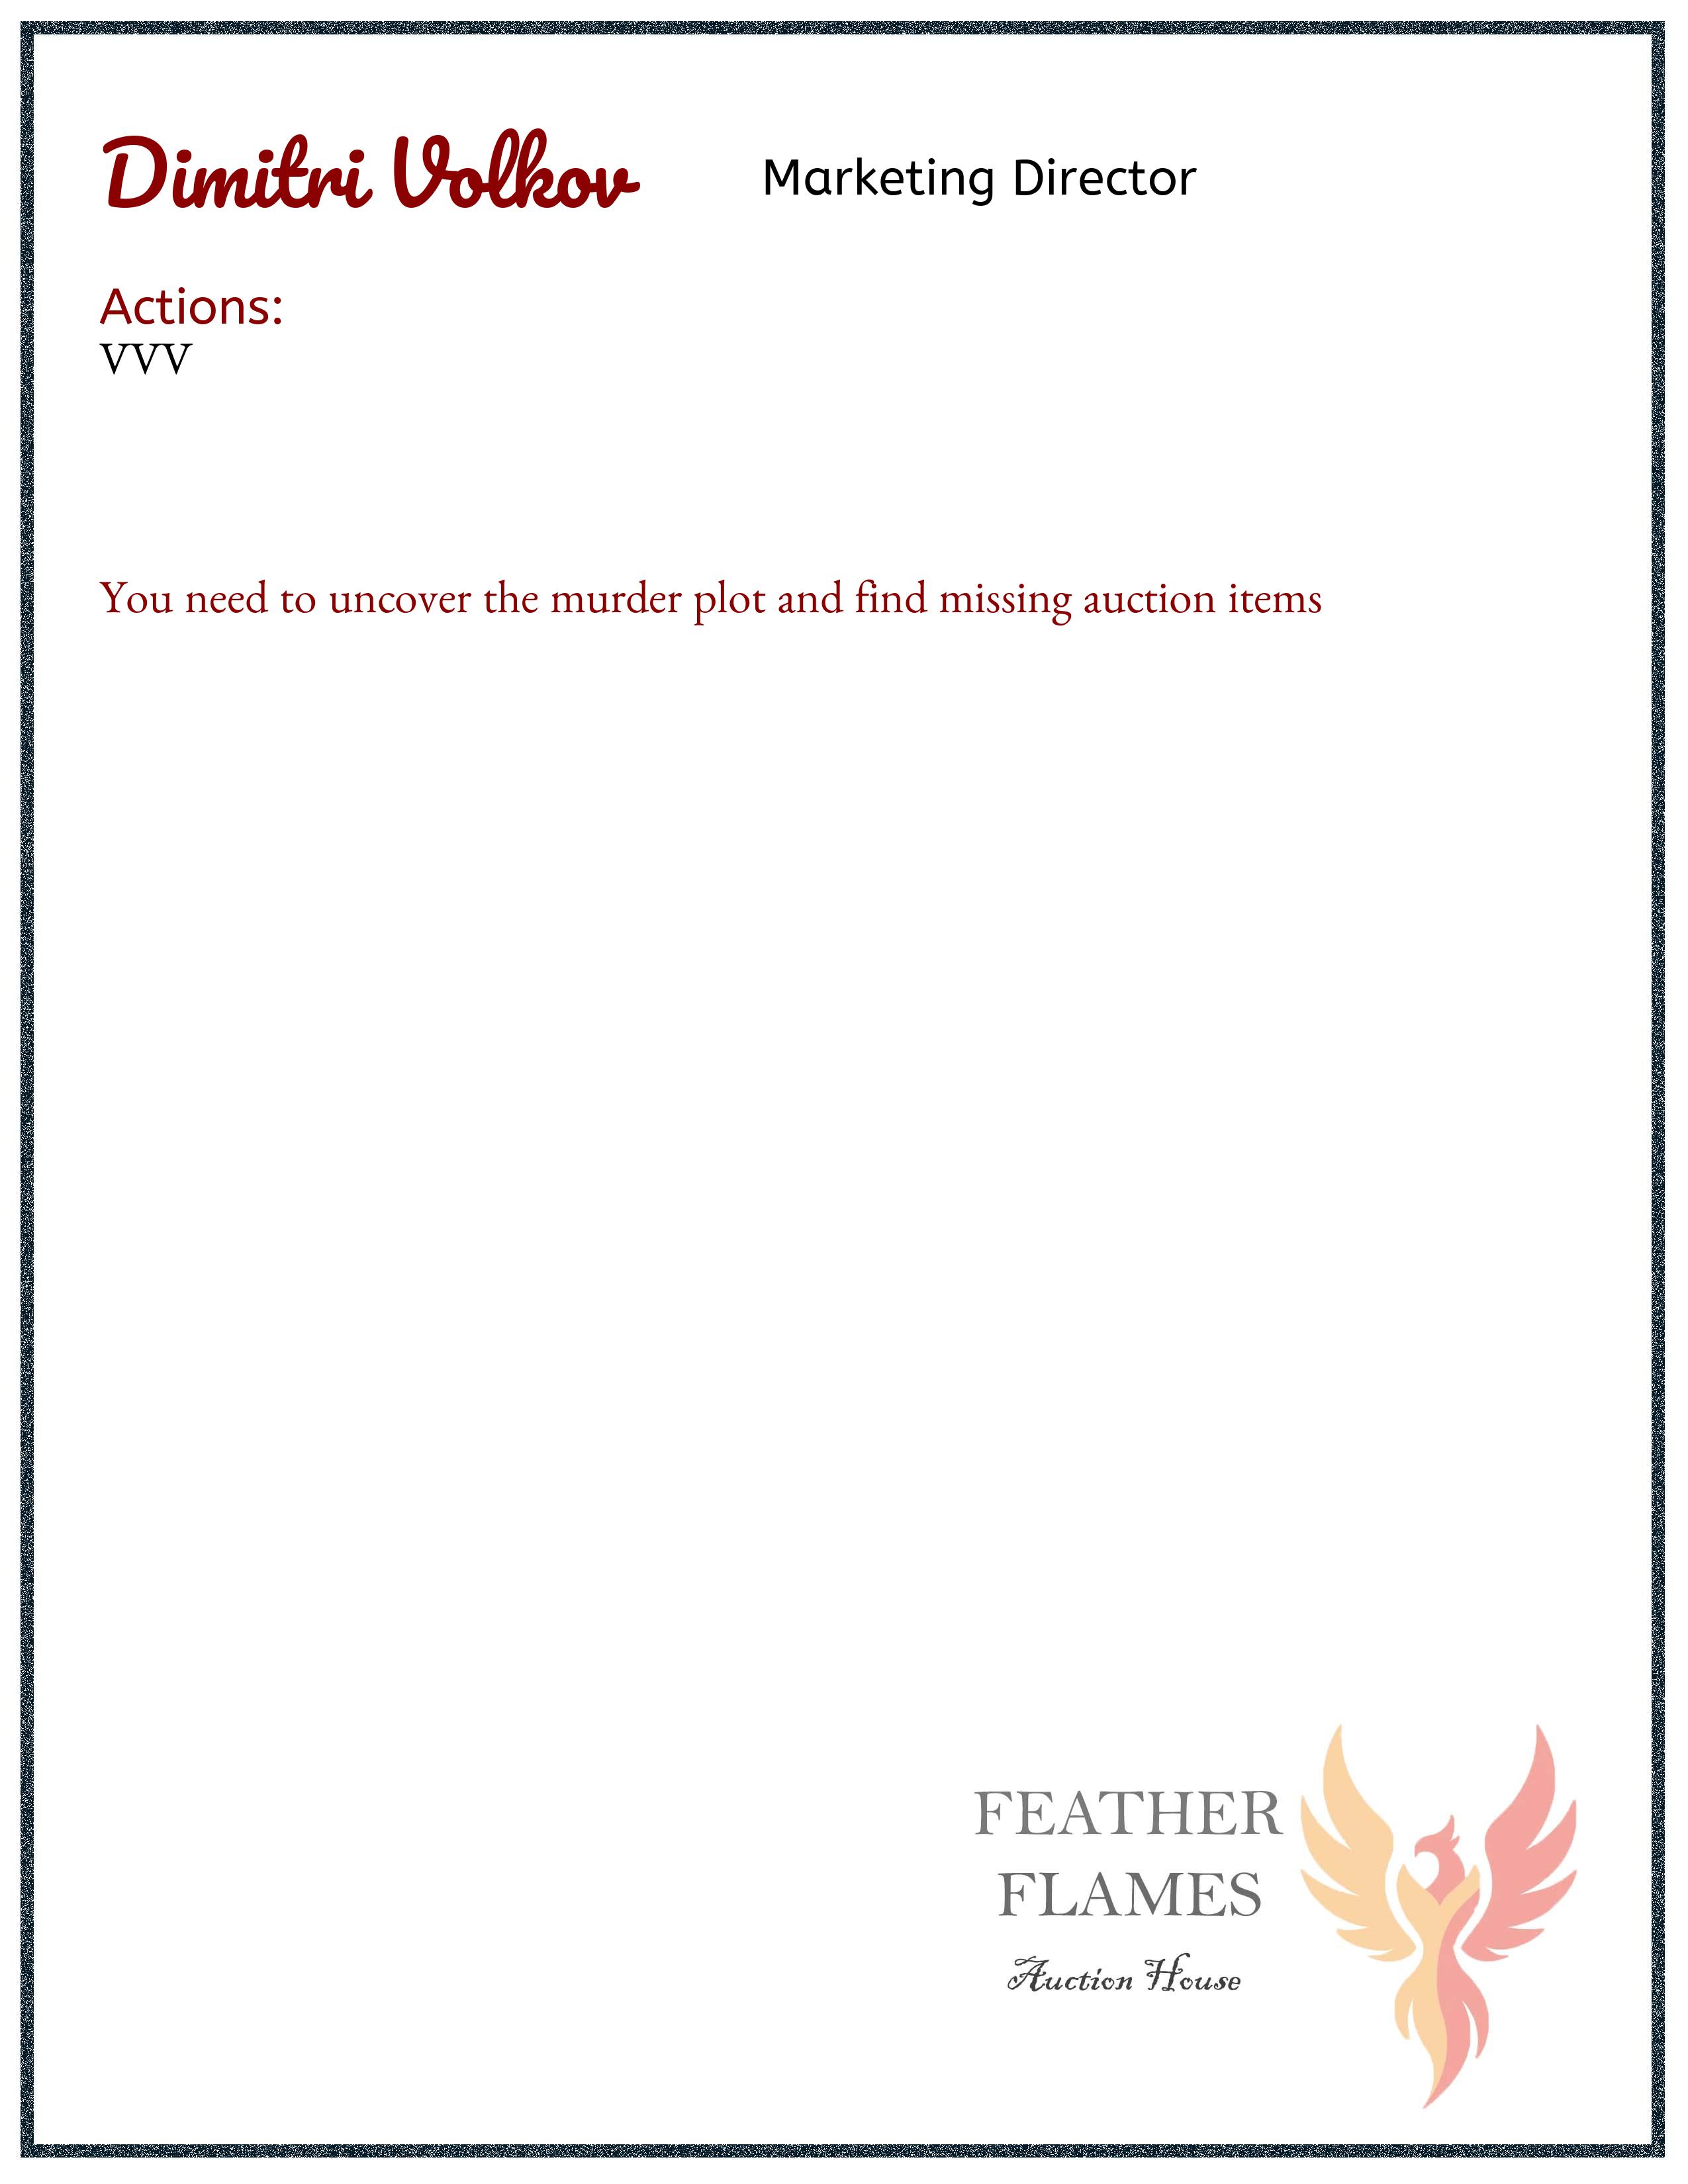 Dimitri Volkov Marketing Director
Actions:
VVV
You need to uncover the murder plot and find missing auction items
FEATHER
FLAMES
Auction House